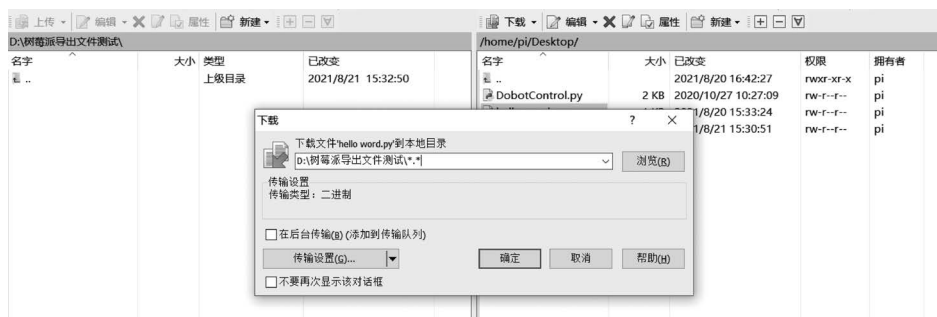 上传 编辑 属性 新建 下载 编辑 属性 新建
D:\树莓派导出文件测试\ /home/pi/Desktop/
名字 大小 类型 已改变 名字 大小 已改变 权限 拥有者
.. 上级目录 2021/8/21 15:32:50 .. 2021/8/20 16:42:27 rwxr-xr-x pi
DobotControl.py 2 KB 2020/10/27 10:27:09 rw-r--r-- pi
1/8/20 15:33:24 rw-r--r-- pi
1/8/21 15:30:51 rw-r--r-- pi
下载 ? ×
下载文件'hello word.py'到本地目录
D:\树莓派导出文件测试\*.*
浏览(R)
传输设置
传输类型：二进制
在后台传输(B) (添加到传输队列)
传输设置(G)... 确定 取消 帮助(H)
不要再次显示该对话框